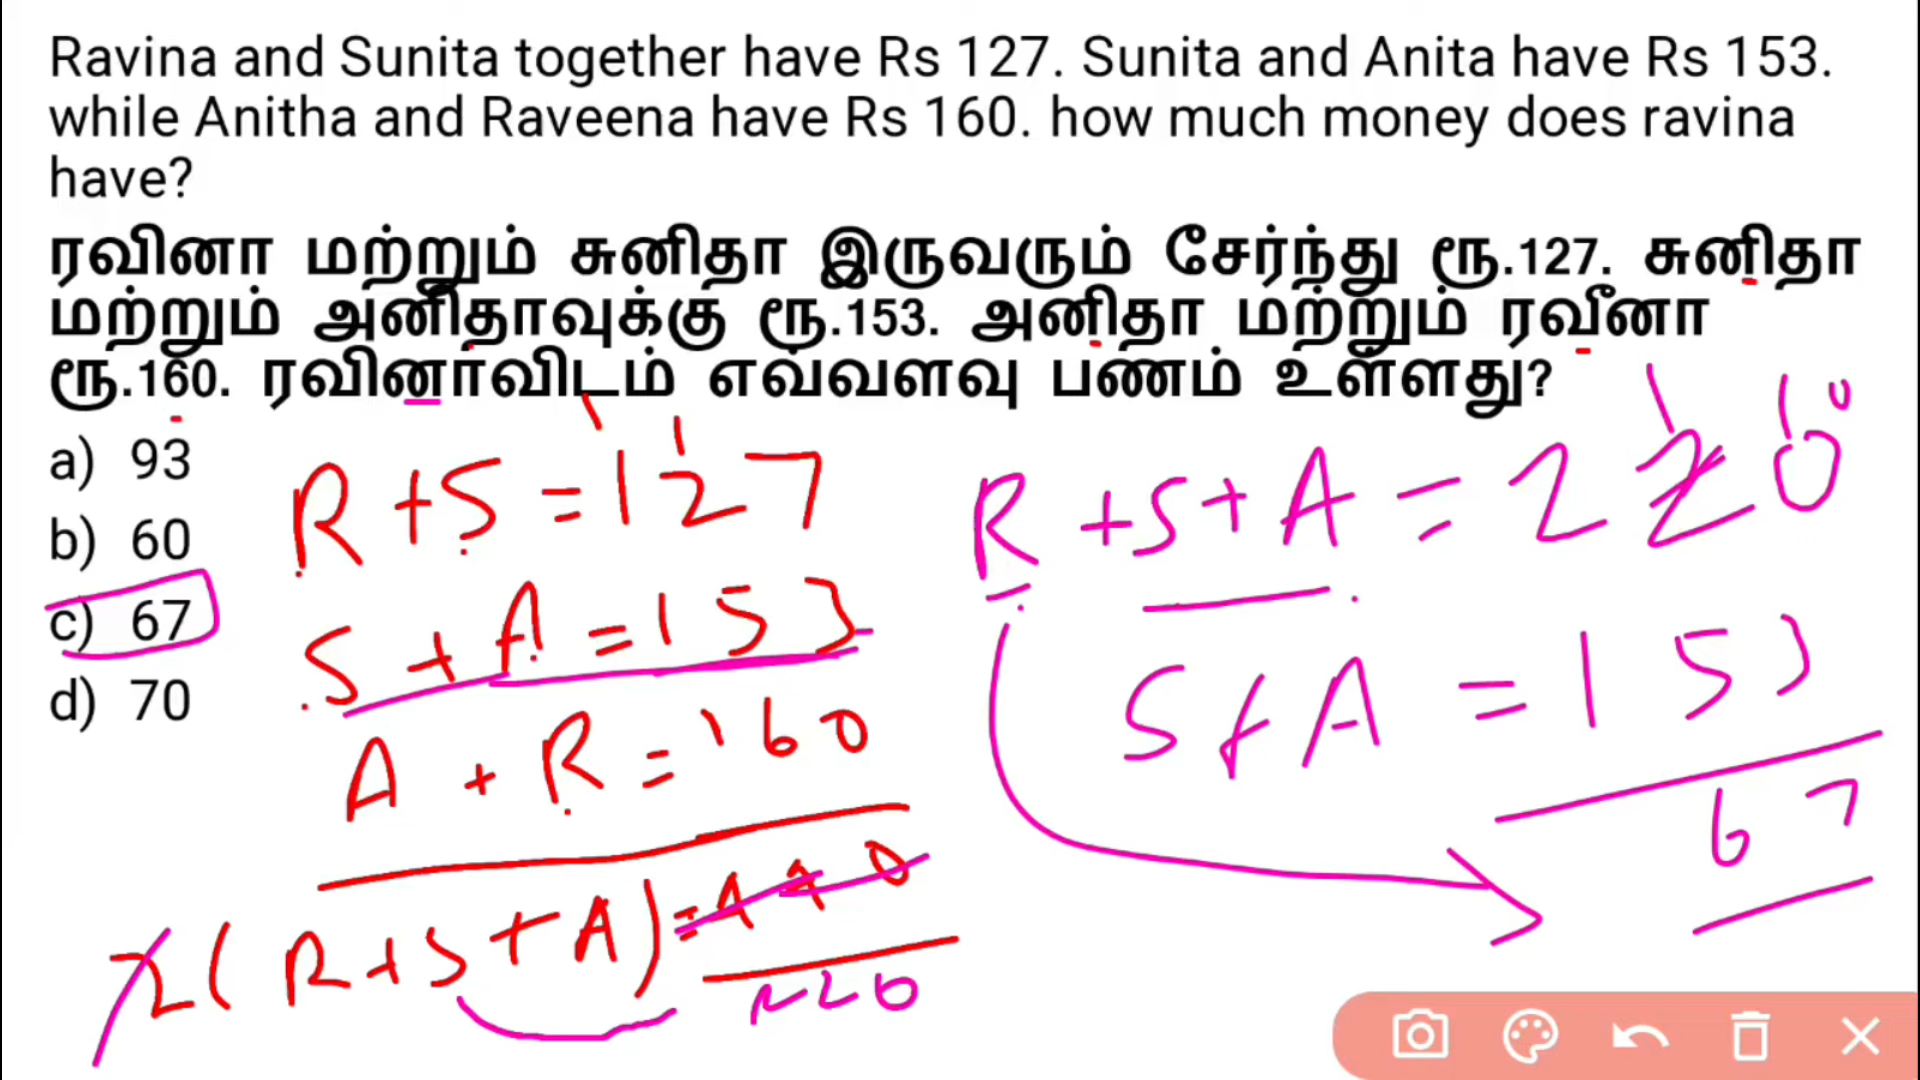 Ravina and Sunita together have Rs 127. Sunita and Anita have Rs 153.
while Anitha and Raveena have Rs 160. how much money does ravina
have?
ரவினா மற்றும் சுனிதா இருவரும் சேர்ந்து ரூ.127. சுனிதா
மற்றும் அனிதாவுக்கு ரூ.153. அனிதா மற்றும் ரவீனா
ரூ.160. ரவினாவிடம் எவ்வளவு பணம் உள்ளது?
a) 93
b) 60
c) 67
d) 70
R+S=127
S+A=153
A+R=160
2(R+S+A)=440
220
R+S+A=220
S+A=153
67